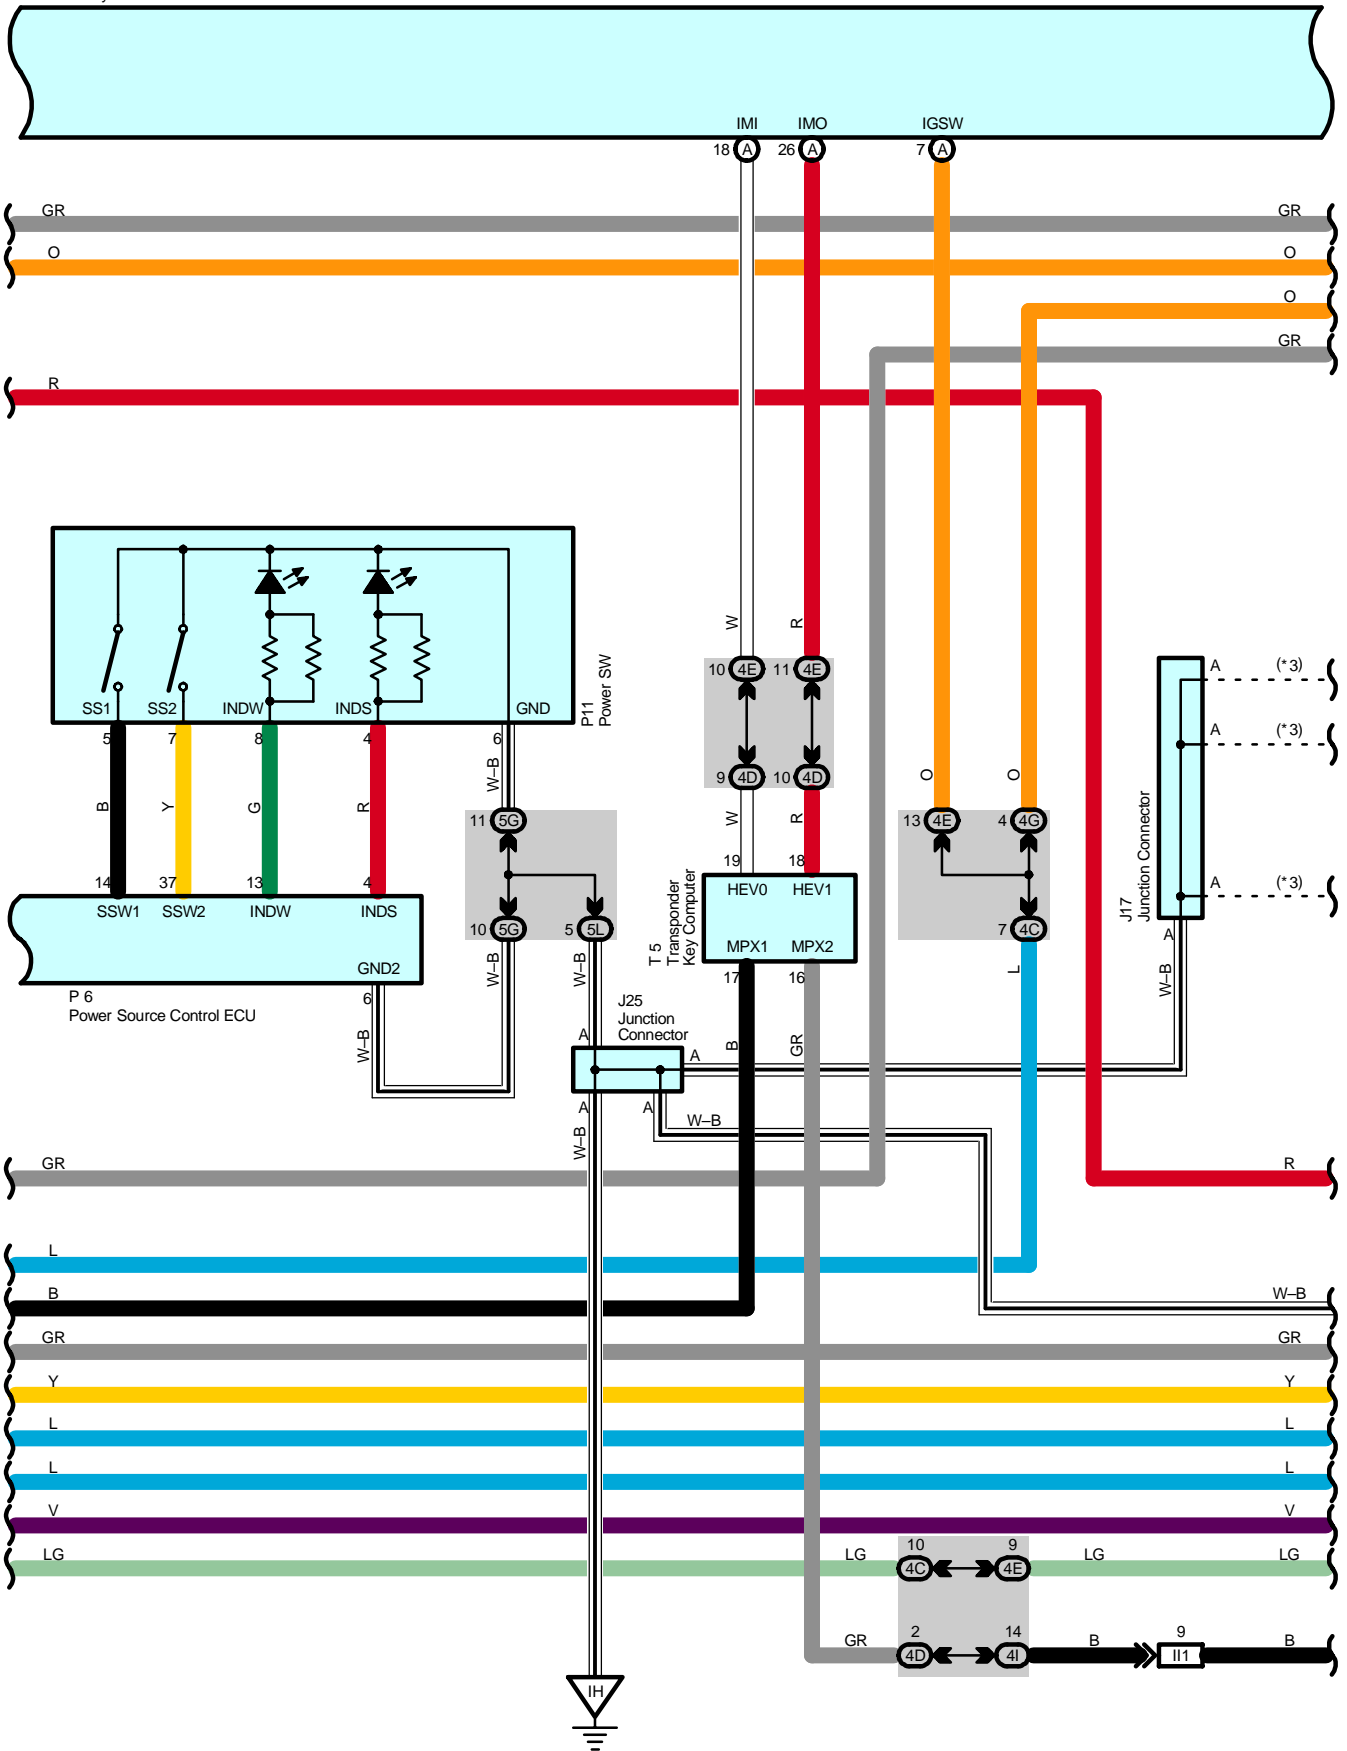 IMI IMO IGSW
18 A 26 A 7 A
GR GR
O O
O
GR
R
SS1 SS2 INDW INDS GND
P11
Power SW
5 7 8 4 6
B Y G R W–B
14 37 13 4
SSW1 SSW2 INDW INDS
GND2
6
P 6
Power Source Control ECU
W–B
11 5G
10 5G 5 5L
W–B W–B
J25
Junction
Connector
A A
A A
W–B W–B
W R
10 4E 11 4E
9 4D 10 4D
W R
19 18
HEV0 HEV1
MPX1 MPX2
T 5
Transponder
Key Computer
17 16
B GR
O O
13 4E 4 4G
7 4C
L
A (*3)
A (*3)
A (*3)
J17
Junction Connector
A
W–B
GR R
L
B W–B
GR GR
Y Y
L L
L L
V V
LG LG 10 4C 9 4E LG LG
GR 2 4D 14 4I B 9 II1 B
IH